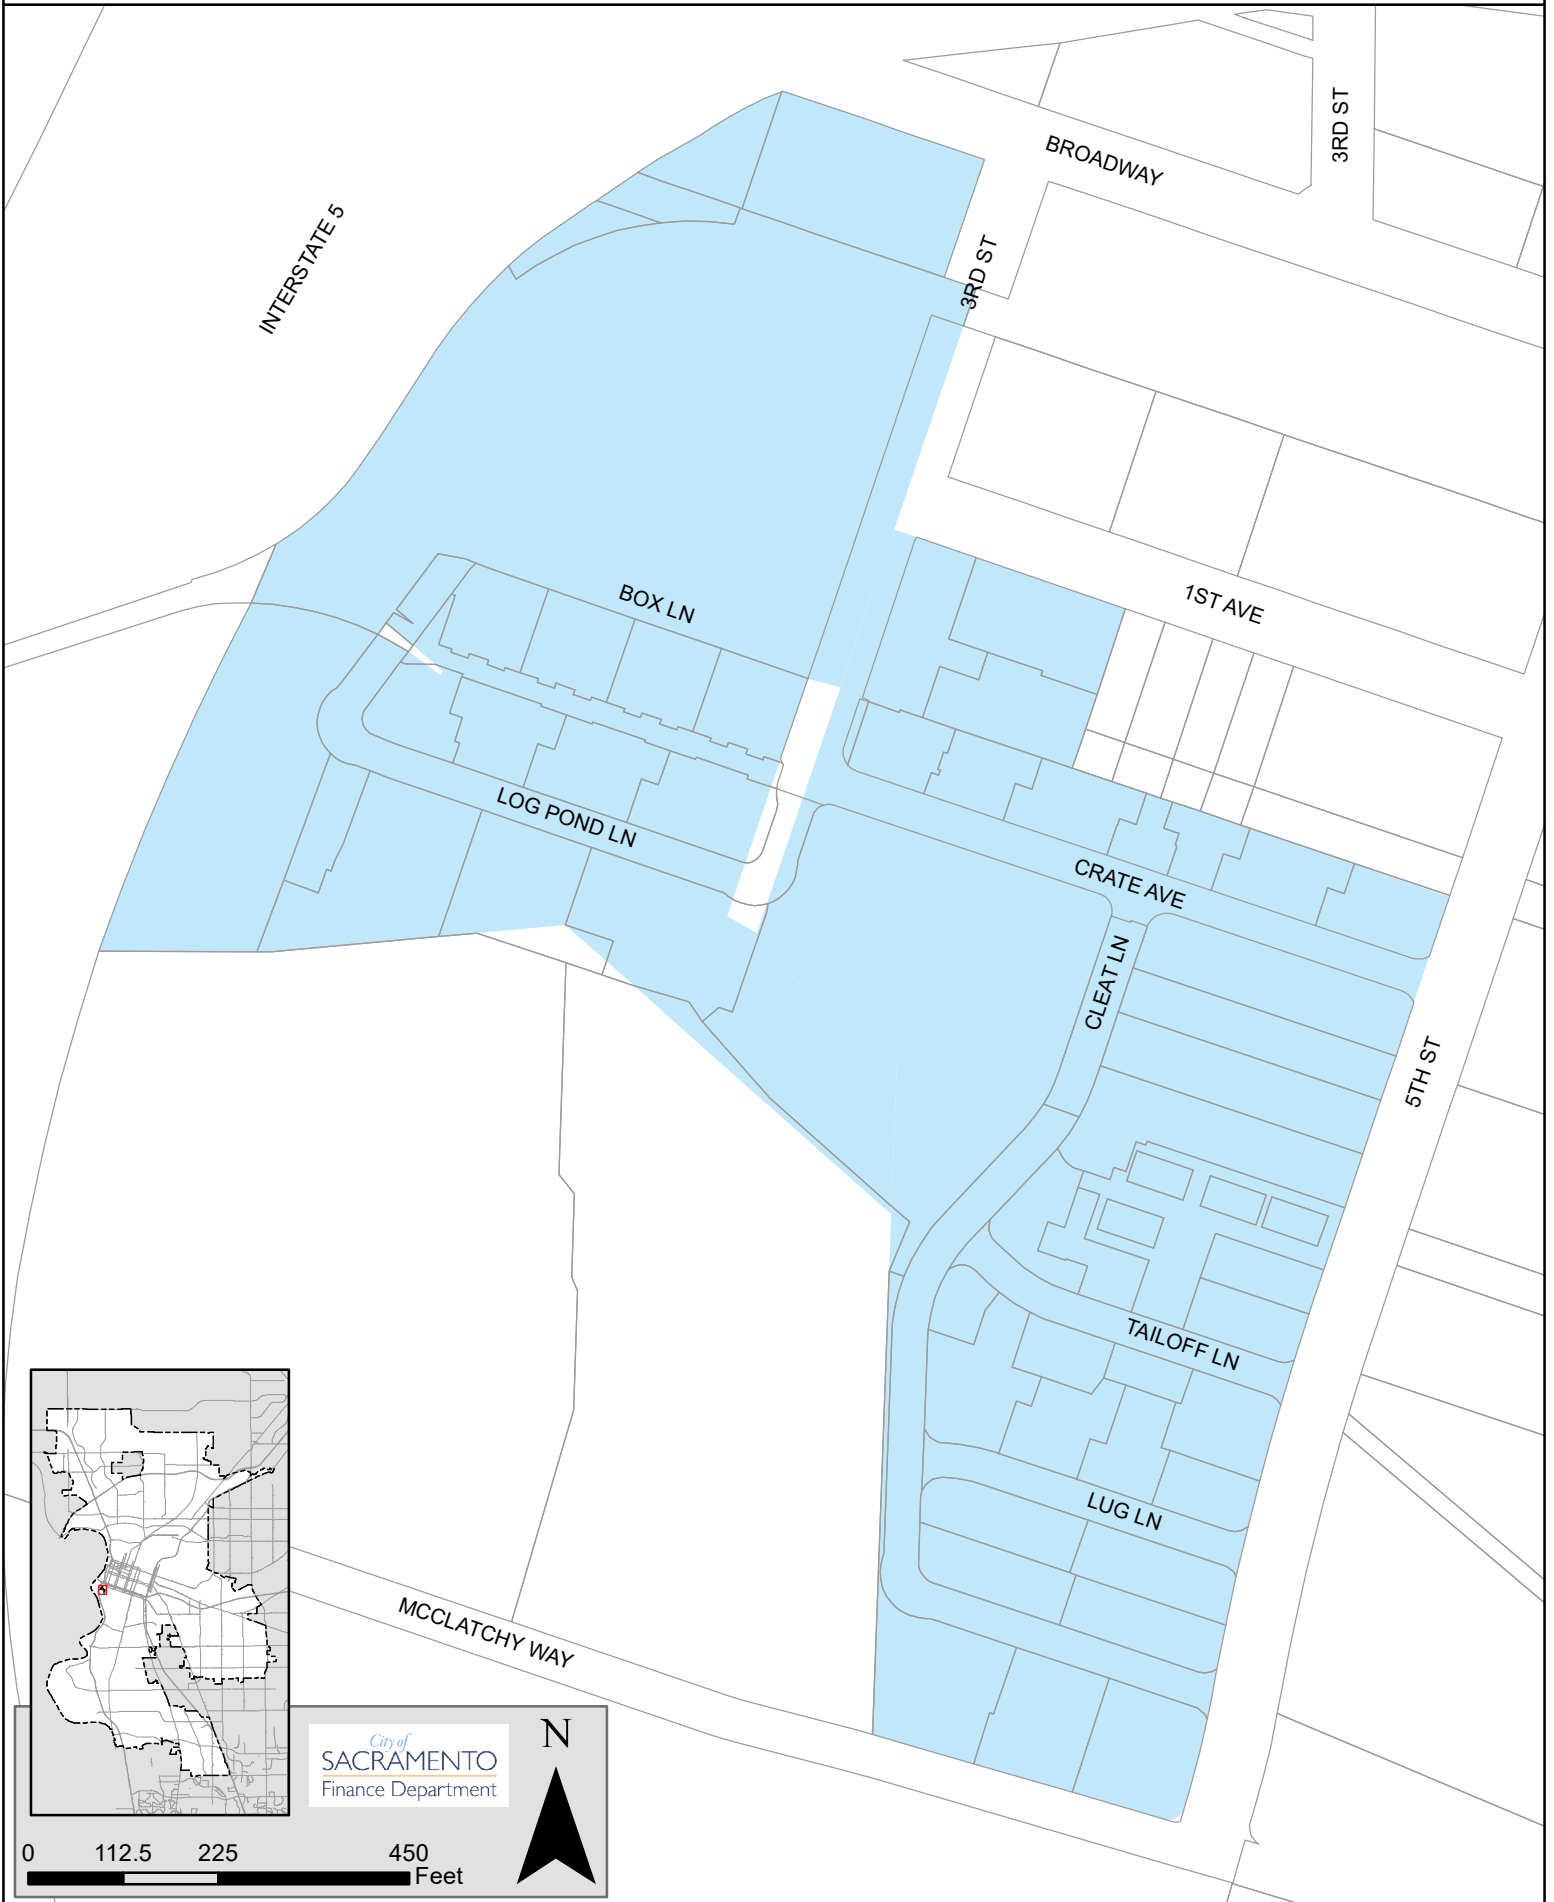 3RD ST
BROADWAY
INTERSTATE 5
3RD ST
BOX LN
1ST AVE
LOG POND LN
CRATE AVE
CLEAT LN
5TH ST
TAILOFF LN
LUG LN
MCCLATCHY WAY
City of
SACRAMENTO
Finance Department
N
0 112.5 225 450
Feet